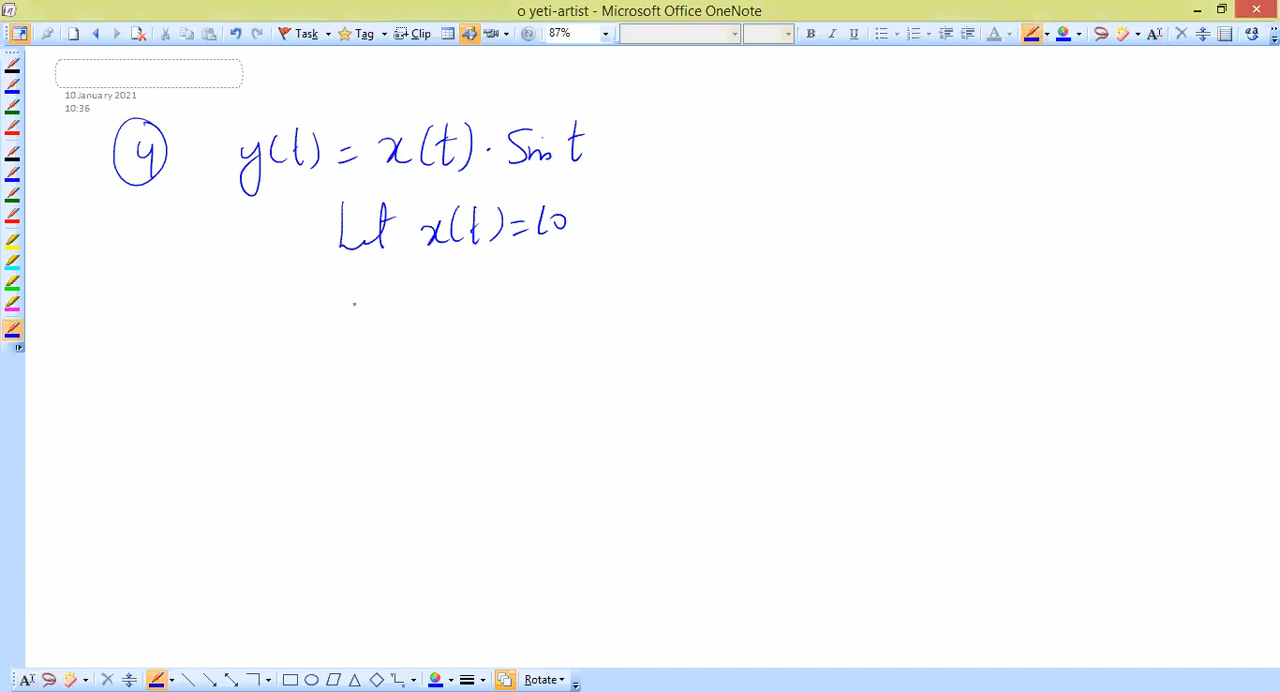 o yeti-artist - Microsoft Office OneNote
Task Tag Clip 87% B I U
10 January 2021
10:36
4 y(t) = x(t) · Sin t
Let x(t) = 10
Rotate